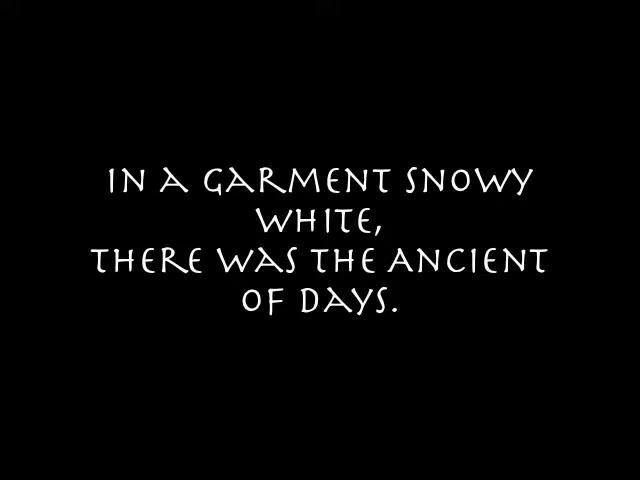 In a garment snowy
white,
there was the Ancient
of Days.